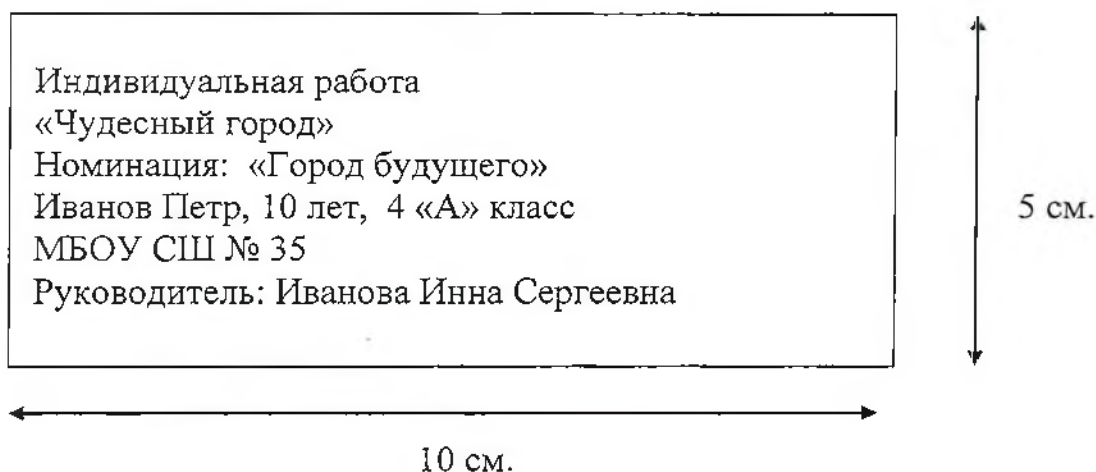 Индивидуальная работа
«Чудесный город»
Номинация: «Город будущего»
Иванов Петр, 10 лет, 4 «А» класс
МБОУ СШ № 35
Руководитель: Иванова Инна Сергеевна
5 см.
10 см.